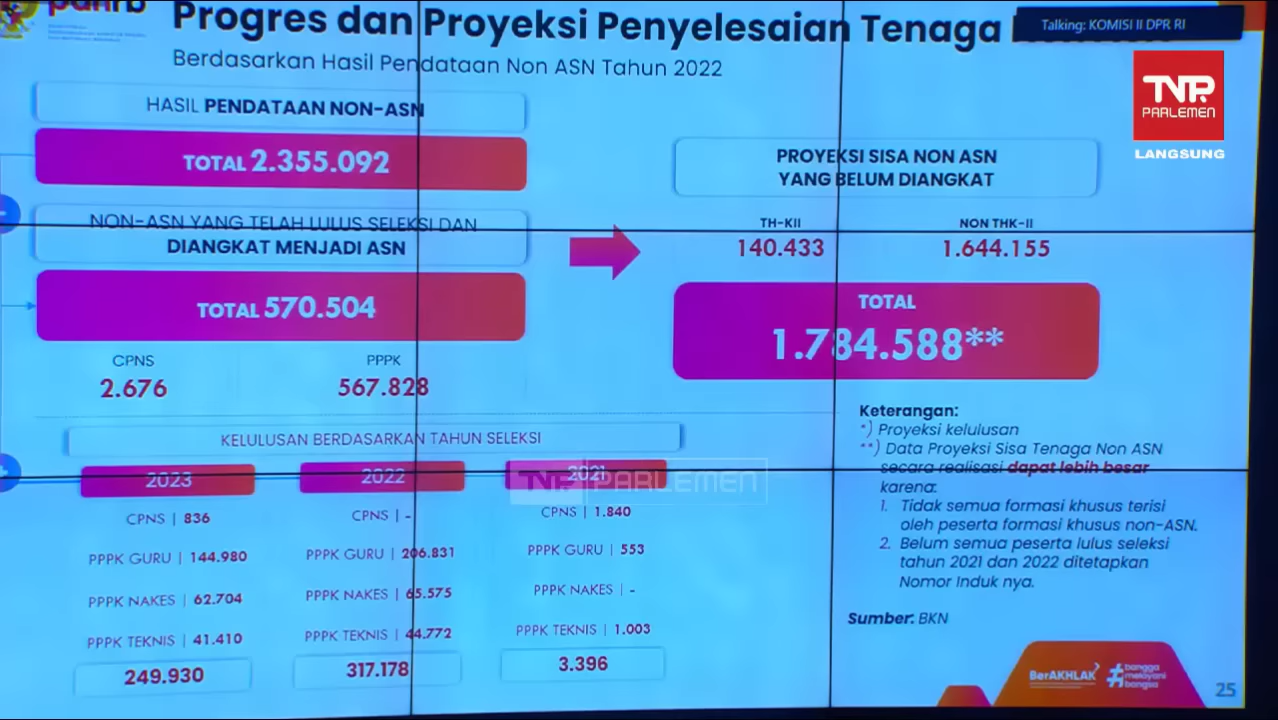 panrb
Progres dan Proyeksi Penyelesaian Tenaga
Talking: KOMISI II DPR RI
Berdasarkan Hasil Pendataan Non ASN Tahun 2022
TNP
PARLEMEN
LANGSUNG
HASIL PENDATAAN NON-ASN
TOTAL 2.355.092
NON-ASN YANG TELAH LULUS SELEKSI DAN
DIANGKAT MENJADI ASN
TOTAL 570.504
CPNS PPPK
2.676 567.828
PROYEKSI SISA NON ASN
YANG BELUM DIANGKAT
TH-KII NON THK-II
140.433 1.644.155
TOTAL
1.784.588**
KELULUSAN BERDASARKAN TAHUN SELEKSI
2023 2022 2021
TNP PARLEMEN
CPNS | 836 CPNS | - CPNS | 1.840
PPPK GURU | 144.980 PPPK GURU | 206.831 PPPK GURU | 553
PPPK NAKES | 62.704 PPPK NAKES | 65.575 PPPK NAKES | -
PPPK TEKNIS | 41.410 PPPK TEKNIS | 44.772 PPPK TEKNIS | 1.003
249.930 317.178 3.396
Keterangan:
*) Proyeksi kelulusan
**) Data Proyeksi Sisa Tenaga Non ASN
secara realisasi dapat lebih besar
karena:
1. Tidak semua formasi khusus terisi
oleh peserta formasi khusus non-ASN.
2. Belum semua peserta lulus seleksi
tahun 2021 dan 2022 ditetapkan
Nomor Induk nya.
Sumber: BKN
BerAKHLAK
#bangga
melayani
bangsa
25